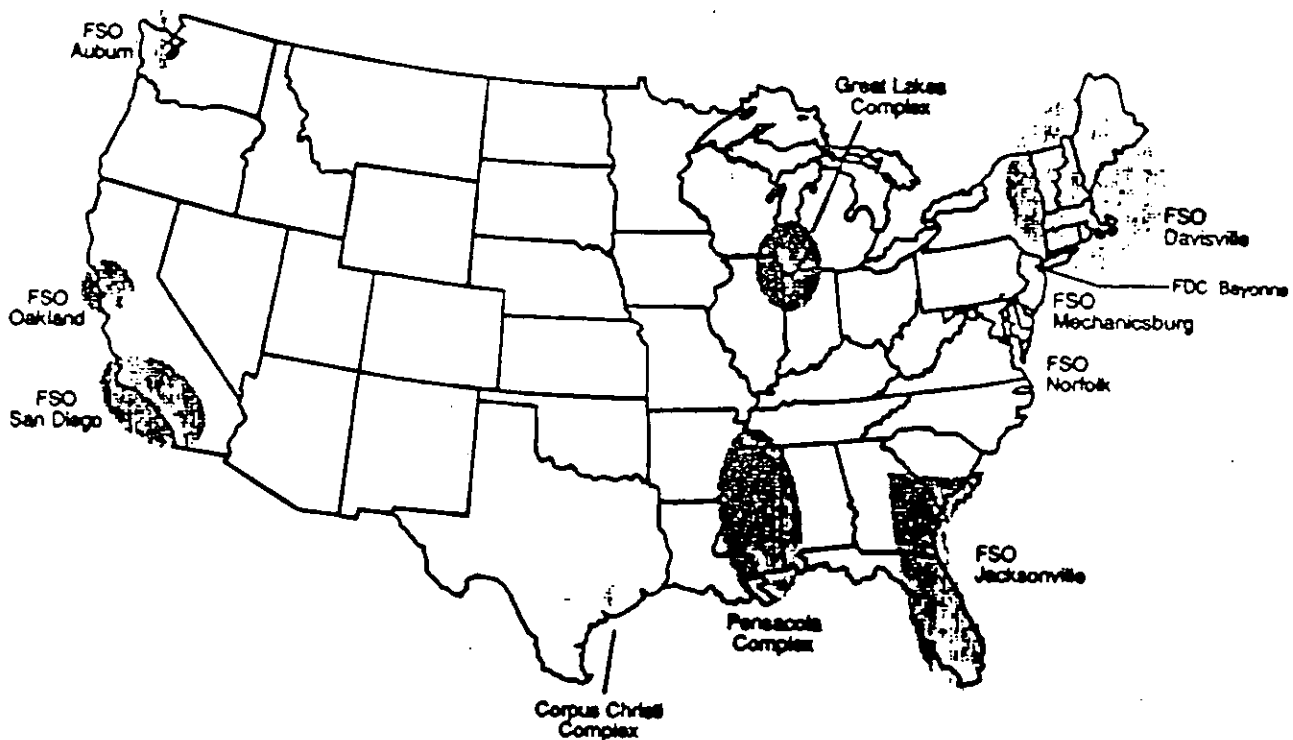 FSO
Auburn
Great Lakes
Complex
FSO
Davisville
FDC Bayonne
FSO
Mechanicsburg
FSO
Oakland
FSO
Norfolk
FSO
San Diego
FSO
Jacksonville
Pensacola
Complex
Corpus Christi
Complex